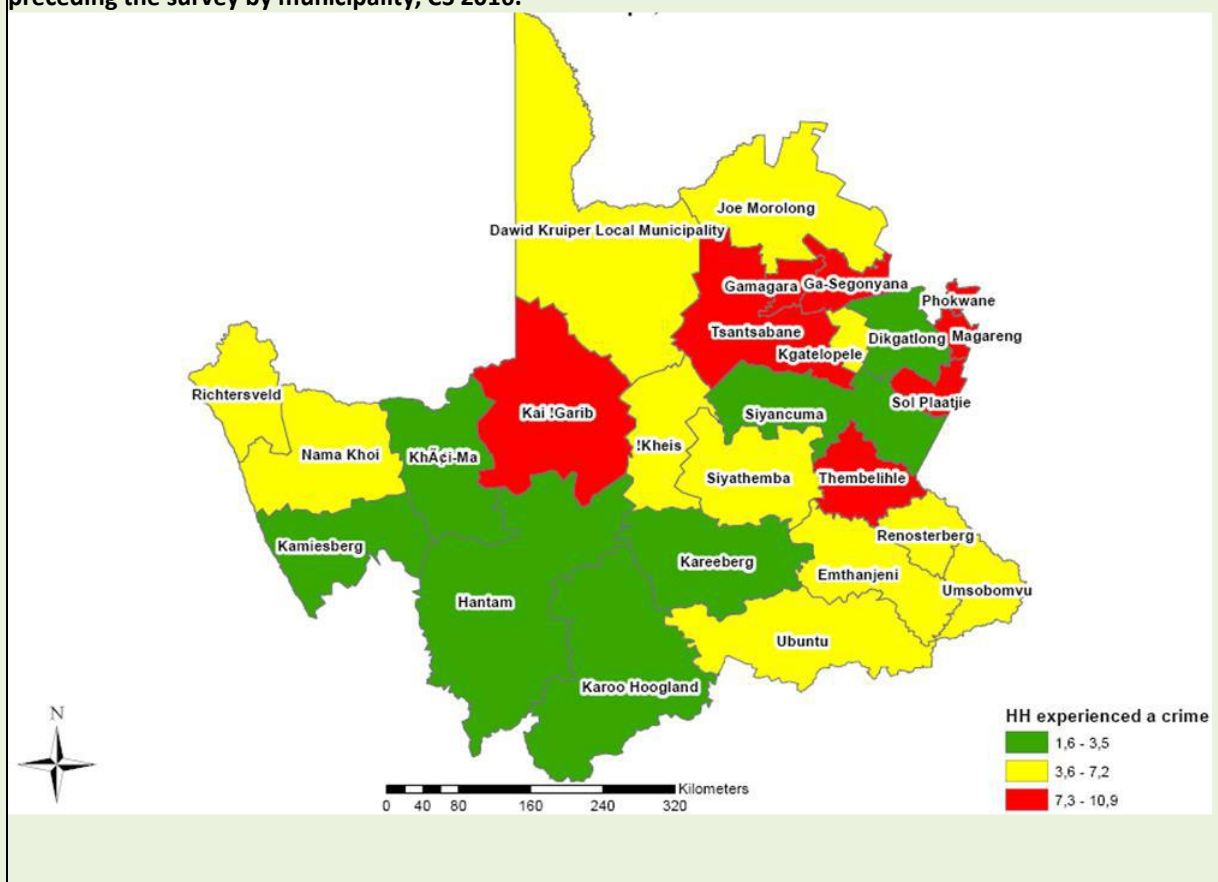 preceding the survey by municipality, CS 2016.
Joe Morolong
Dawid Kruiper Local Municipality
Gamagara
Ga-Segonyana
Phokwane
Tsantsabane
Dikgatlong
Magareng
Kgatelopele
Richtersveld
Sol Plaatjie
Kai !Garib
Siyancuma
!Kheis
Nama Khoi
KhÃ¢i-Ma
Siyathemba
Thembelihle
Renosterberg
Kamiesberg
Kareeberg
Emthanjeni
Umsobomvu
Hantam
Ubuntu
Karoo Hoogland
N
HH experienced a crime
1,6 - 3,5
3,6 - 7,2
7,3 - 10,9
Kilometers
0 40 80 160 240 320